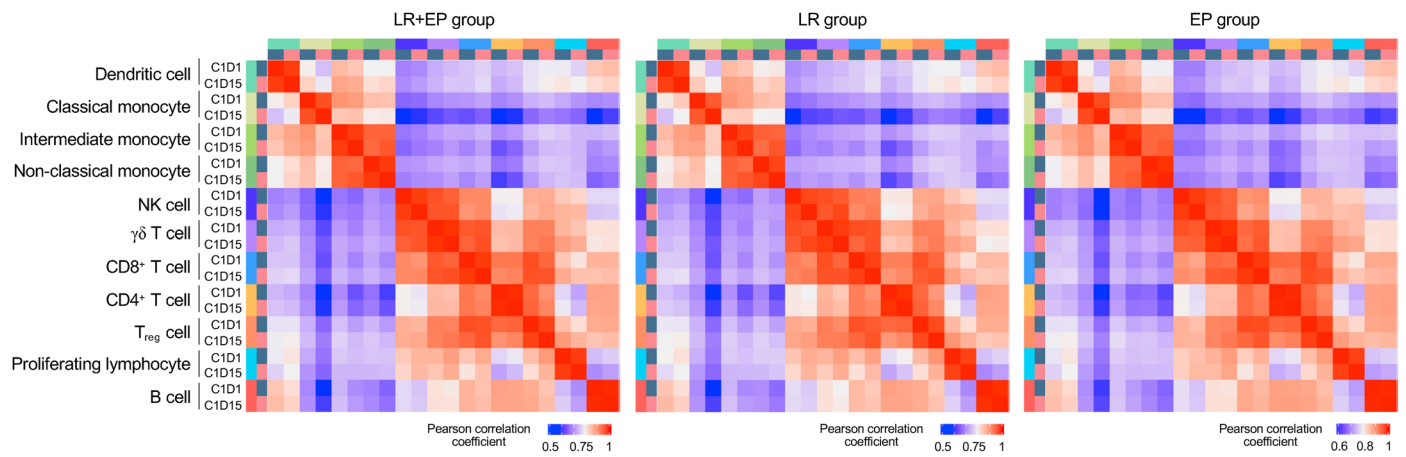 LR+EP group
LR group
EP group
Dendritic cell
C1D1
C1D15
Classical monocyte
C1D1
C1D15
Intermediate monocyte
C1D1
C1D15
Non-classical monocyte
C1D1
C1D15
NK cell
C1D1
C1D15
γδ T cell
C1D1
C1D15
CD8⁺ T cell
C1D1
C1D15
CD4⁺ T cell
C1D1
C1D15
Treg cell
C1D1
C1D15
Proliferating lymphocyte
C1D1
C1D15
B cell
C1D1
C1D15
Pearson correlation
coefficient
0.5 0.75 1
Pearson correlation
coefficient
0.5 0.75 1
Pearson correlation
coefficient
0.6 0.8 1